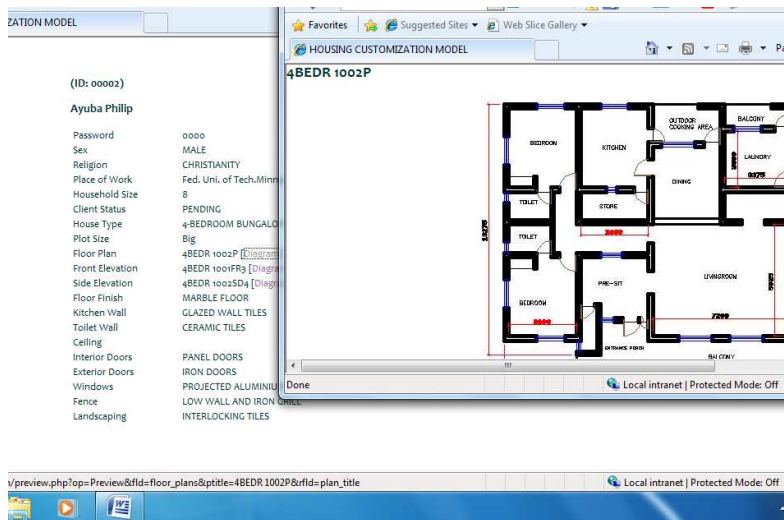 ZATION MODEL
(ID: 00002)
Ayuba Philip
Password 0000
Sex MALE
Religion CHRISTIANITY
Place of Work Fed. Uni. of Tech.Minn
Household Size 8
Client Status PENDING
House Type 4-BEDROOM BUNGALO
Plot Size Big
Floor Plan 4BEDR 1002P [Diagram
Front Elevation 4BEDR 1001FR3 [Diagra
Side Elevation 4BEDR 1002SD4 [Diagra
Floor Finish MARBLE FLOOR
Kitchen Wall GLAZED WALL TILES
Toilet Wall CERAMIC TILES
Ceiling
Interior Doors PANEL DOORS
Exterior Doors IRON DOORS
Windows PROJECTED ALUMINIU
Fence LOW WALL AND IRON GRILL
Landscaping INTERLOCKING TILES
Favorites Suggested Sites Web Slice Gallery
HOUSING CUSTOMIZATION MODEL Pa
4BEDR 1002P
OUTDOOR
COOKING AREA
BALCONY
BEDROOM
KITCHEN
LAUNDRY
DINING
TOILET
STORE
TOILET
PRE-SIT
LIVINGROOM
BEDROOM
7200
ENTRANCE PORCH
BALCONY
Done Local intranet | Protected Mode: Off
/preview.php?op=Preview&fld=floor_plans&ptitle=4BEDR 1002P&rfld=plan_title Local intranet | Protected Mode: Off